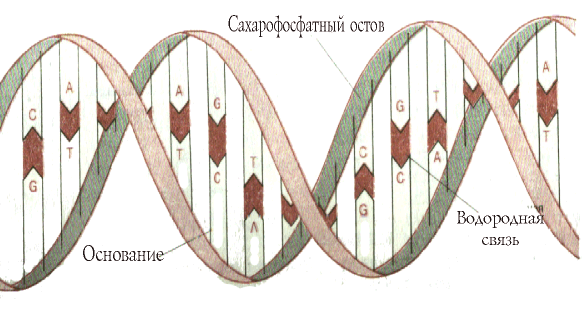 Сахарофосфатный остов
A A G G T A
C T C
T T C C A T
G A G
Водородная
связь
Основание